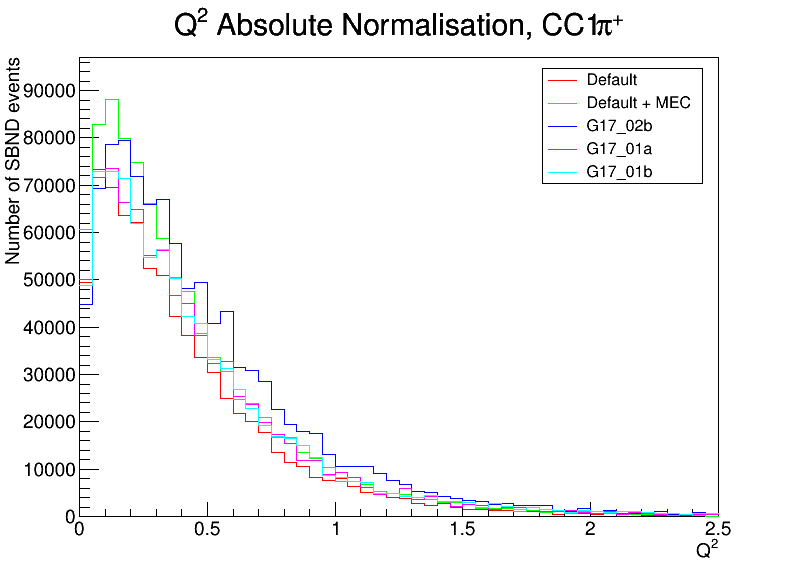 Q² Absolute Normalisation, CC1π⁺
Number of SBND events
90000
80000
70000
60000
50000
40000
30000
20000
10000
0
0 0.5 1 1.5 2 2.5
Q²
Default
Default + MEC
G17_02b
G17_01a
G17_01b